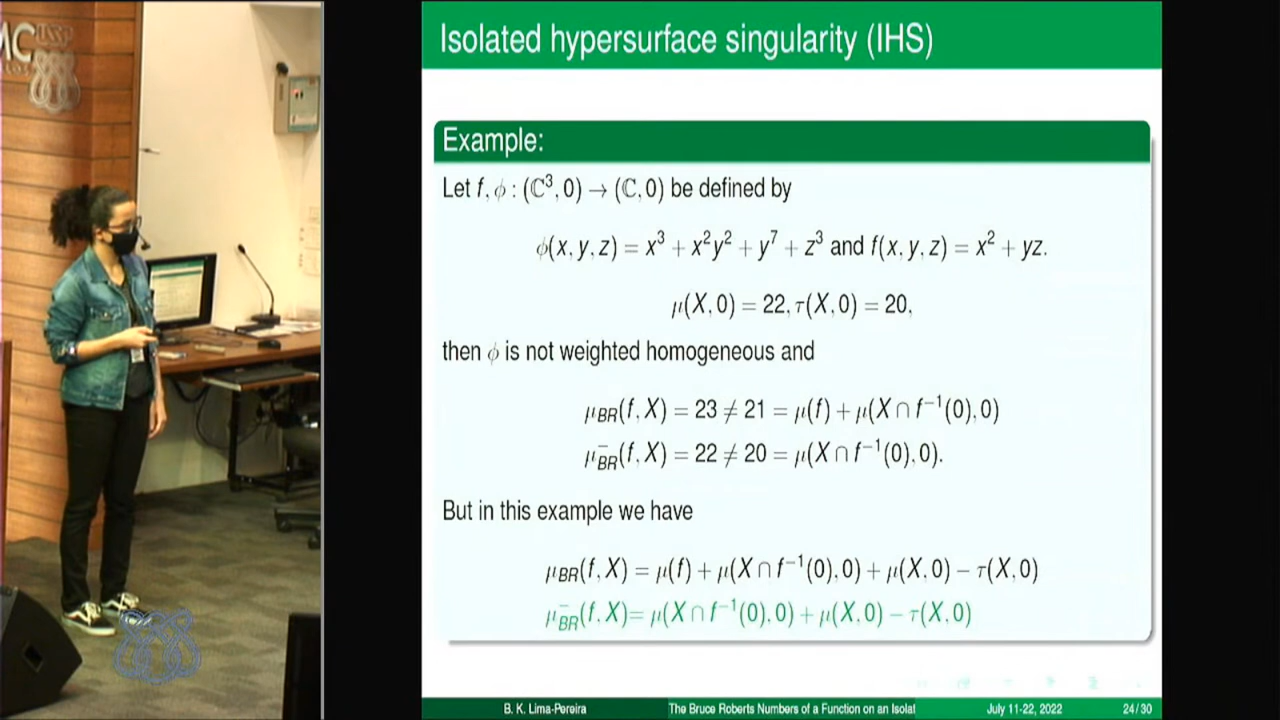 MC
Isolated hypersurface singularity (IHS)
Example:
Let f, ϕ : (ℂ³, 0) → (ℂ, 0) be defined by
ϕ(x, y, z) = x³ + x²y² + y⁷ + z³ and f(x, y, z) = x² + yz.
μ(X, 0) = 22, τ(X, 0) = 20,
then ϕ is not weighted homogeneous and
μ_BR(f, X) = 23 ≠ 21 = μ(f) + μ(X ∩ f⁻¹(0), 0)
μ⁻_BR(f, X) = 22 ≠ 20 = μ(X ∩ f⁻¹(0), 0).
But in this example we have
μ_BR(f, X) = μ(f) + μ(X ∩ f⁻¹(0), 0) + μ(X, 0) − τ(X, 0)
μ⁻_BR(f, X)= μ(X ∩ f⁻¹(0), 0) + μ(X, 0) − τ(X, 0)
B. K. Lima-Pereira The Bruce Roberts Numbers of a Function on an Isolat July 11-22, 2022 24/30